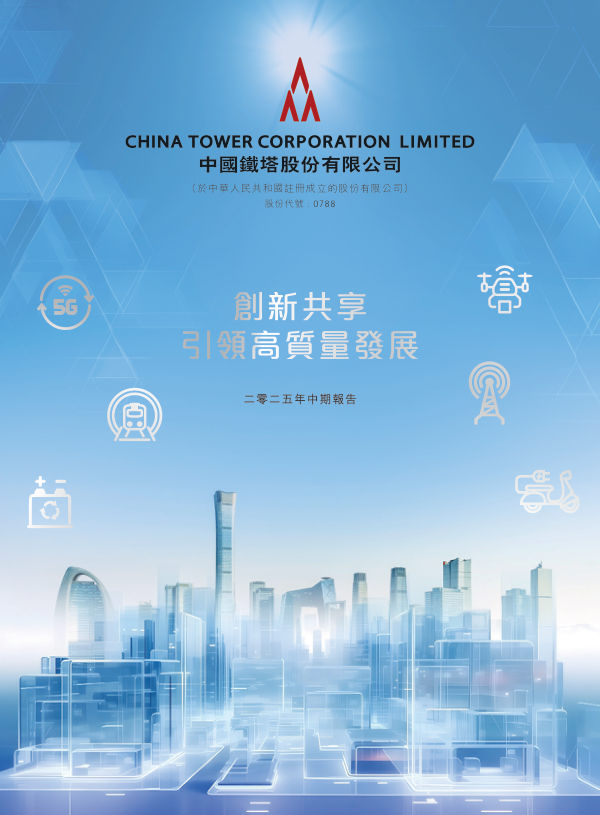 CHINA TOWER CORPORATION LIMITED
中國鐵塔股份有限公司
（於中華人民共和國註冊成立的股份有限公司）
股份代號：0788
5G
創新共享
引領高質量發展
二零二五年中期報告